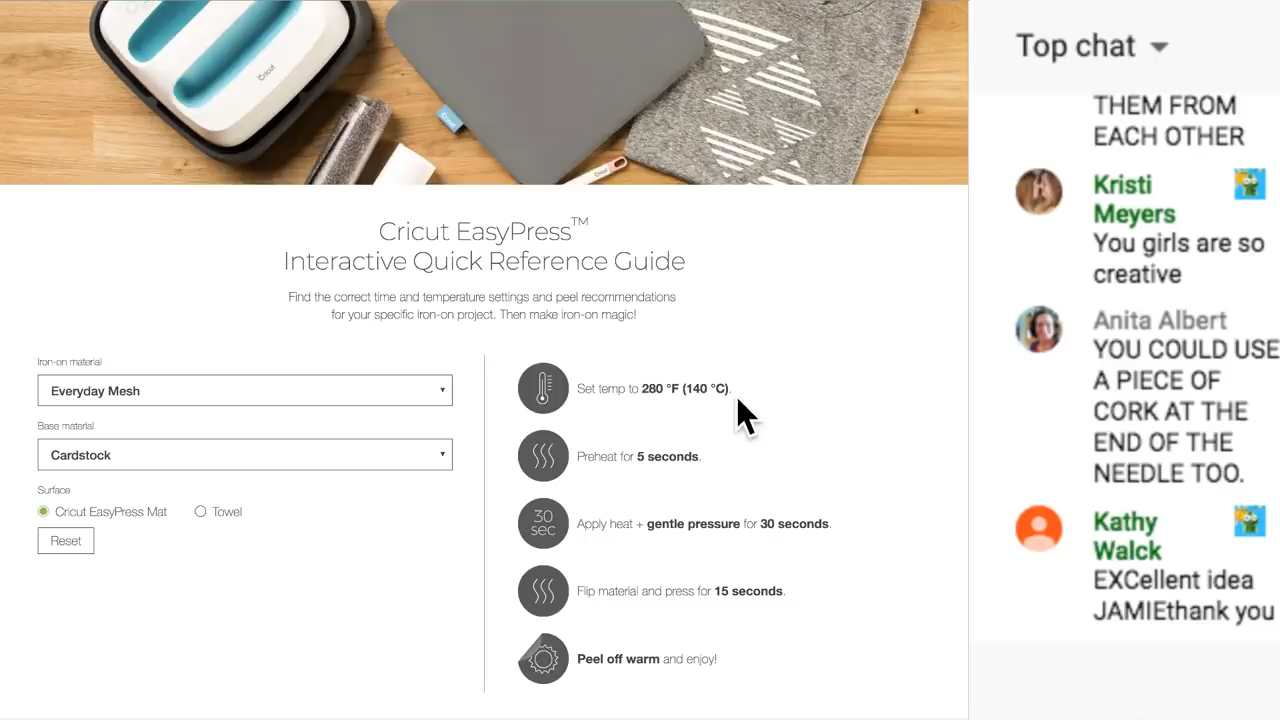 Cricut
Cricut
Cricut
Cricut EasyPress™
Interactive Quick Reference Guide
Find the correct time and temperature settings and peel recommendations
for your specific iron-on project. Then make iron-on magic!
Iron-on material
Everyday Mesh
Base material
Cardstock
Surface
Cricut EasyPress Mat
Towel
Reset
Set temp to 280 °F (140 °C).
Preheat for 5 seconds.
30
sec
Apply heat + gentle pressure for 30 seconds.
Flip material and press for 15 seconds.
Peel off warm and enjoy!
Top chat
THEM FROM
EACH OTHER
Kristi
Meyers
You girls are so
creative
Anita Albert
YOU COULD USE
A PIECE OF
CORK AT THE
END OF THE
NEEDLE TOO.
Kathy
Walck
EXCellent idea
JAMIEthank you